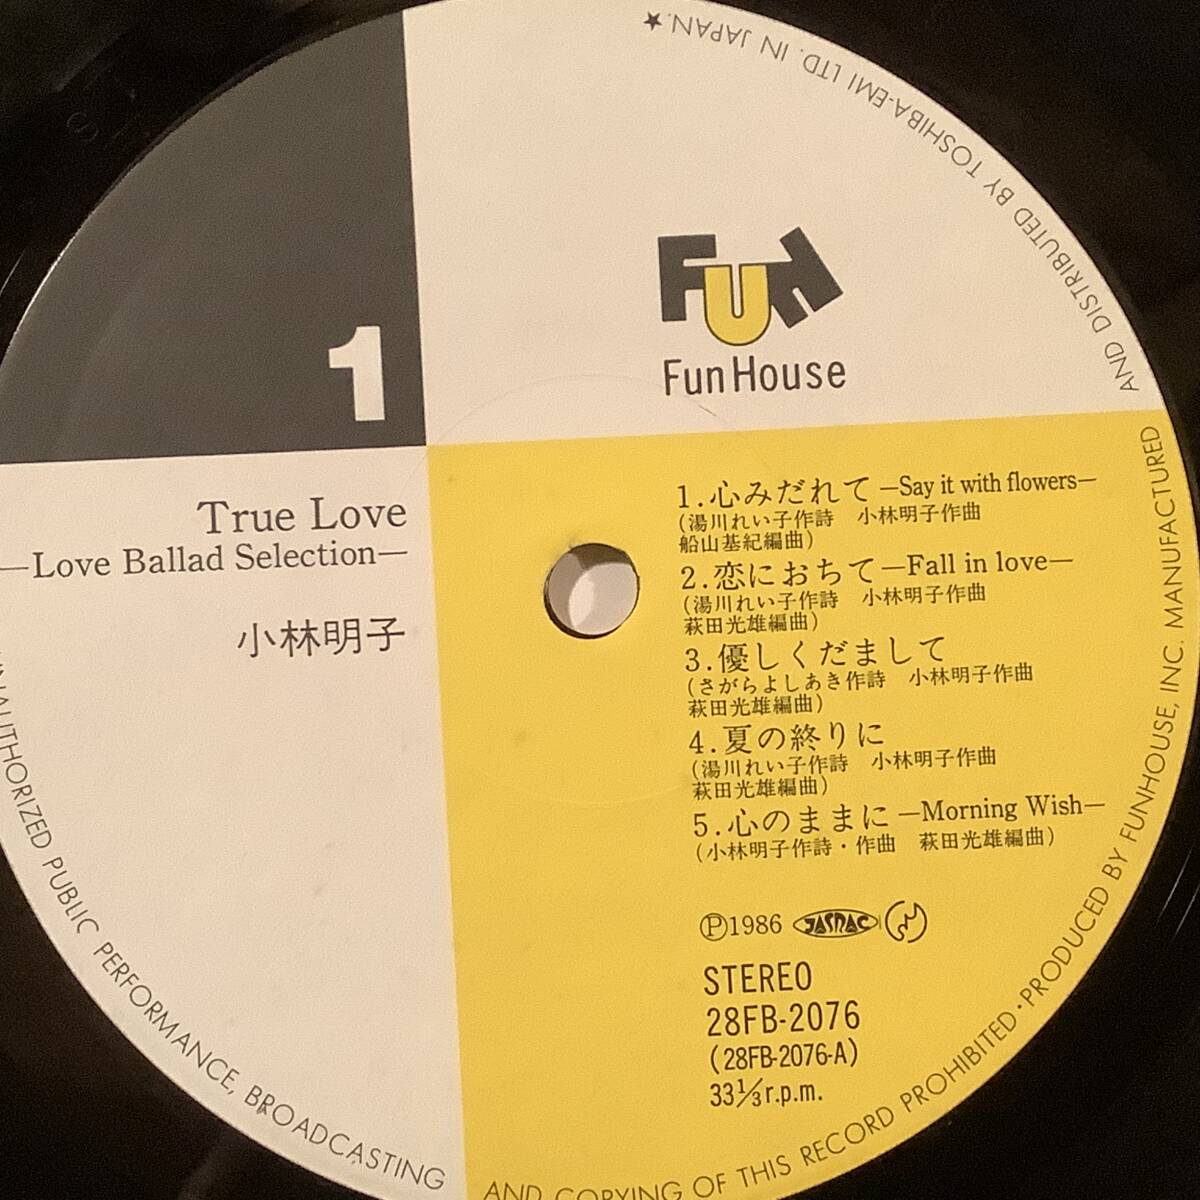 1
FUN
Fun House
True Love
—Love Ballad Selection—
小林明子
1.心みだれて—Say it with flowers—
(湯川れい子作詩 小林明子作曲
船山基紀編曲)
2.恋におちて—Fall in love—
(湯川れい子作詩 小林明子作曲
萩田光雄編曲)
3.優しくだまして
(さがらよしあき作詩 小林明子作曲
萩田光雄編曲)
4.夏の終りに
(湯川れい子作詩 小林明子作曲
萩田光雄編曲)
5.心のままに—Morning Wish—
(小林明子作詩・作曲 萩田光雄編曲)
Ⓟ1986 JASRAC
STEREO
28FB-2076
(28FB-2076-A)
33⅓r.p.m.
AUTHORIZED PUBLIC PERFORMANCE, BROADCASTING AND COPYING OF THIS RECORD PROHIBITED·PRODUCED BY FUNHOUSE, INC. MANUFACTURED AND DISTRIBUTED BY TOSHIBA-EMI LTD. IN JAPAN.★